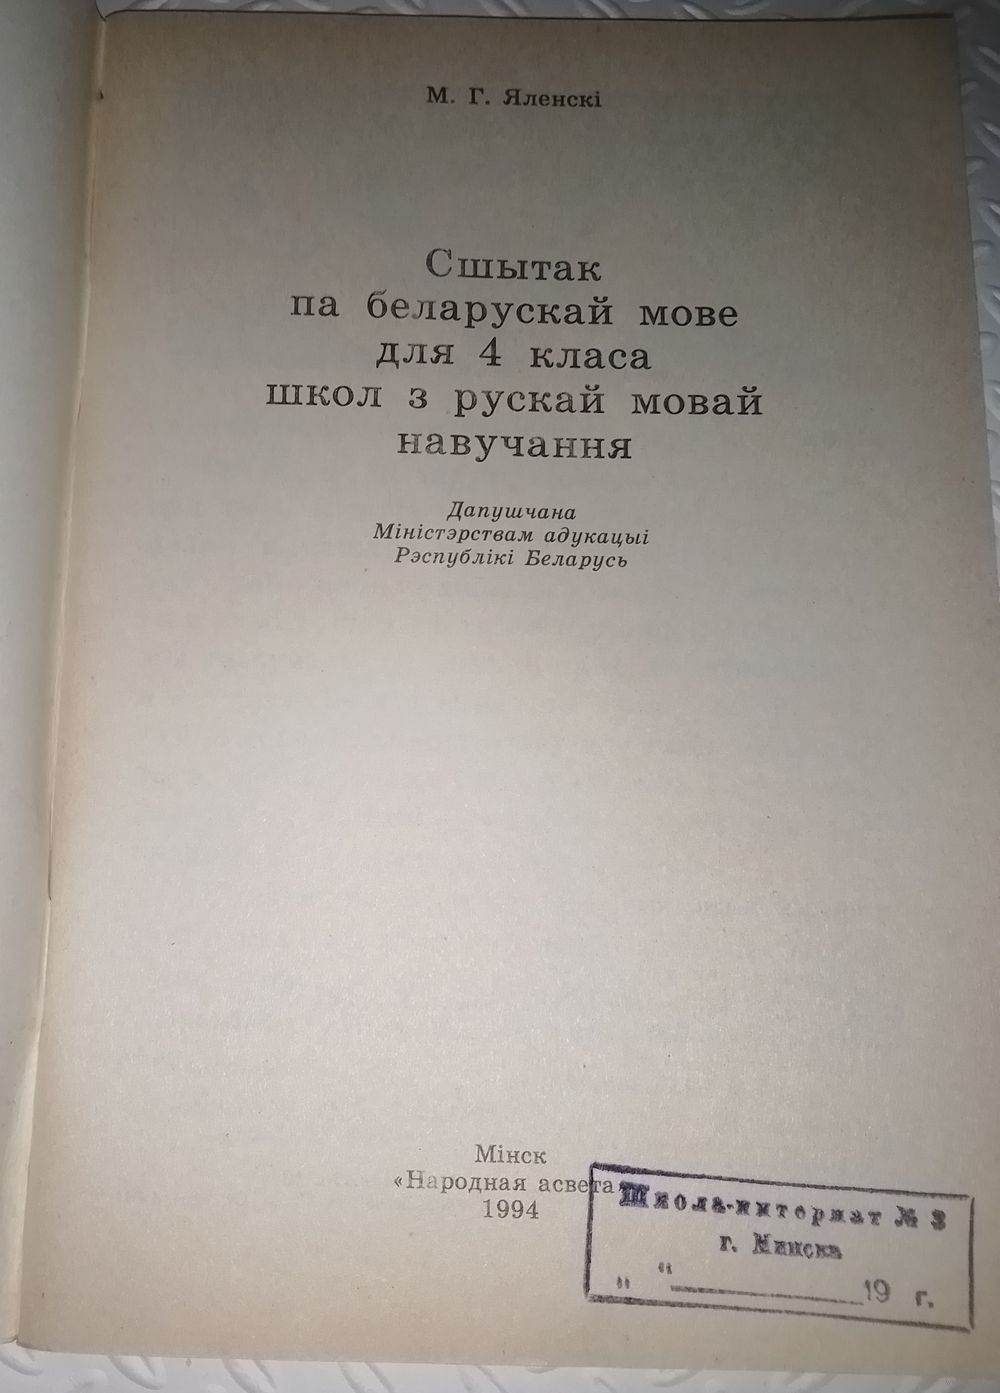 М. Г. Яленскі
Сшытак
па беларускай мове
для 4 класа
школ з рускай мовай
навучання
Дапушчана
Міністэрствам адукацыі
Рэспублікі Беларусь
Мінск
«Народная асвета»
1994
Школа-интернат № 3
г. Минска
„ “ 19 г.